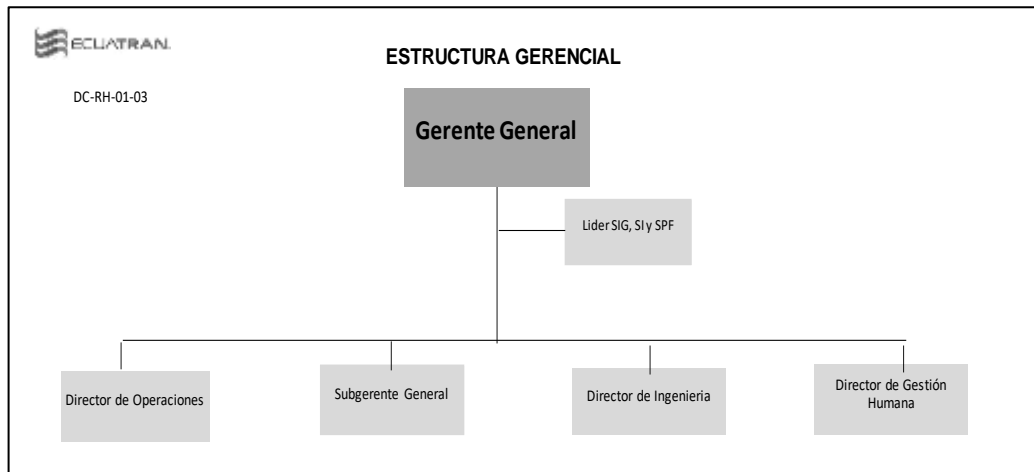 ECUATRAN.
ESTRUCTURA GERENCIAL
DC-RH-01-03
Gerente General
Lider SIG, SI y SPF
Director de Operaciones
Subgerente General
Director de Ingenieria
Director de Gestión
Humana